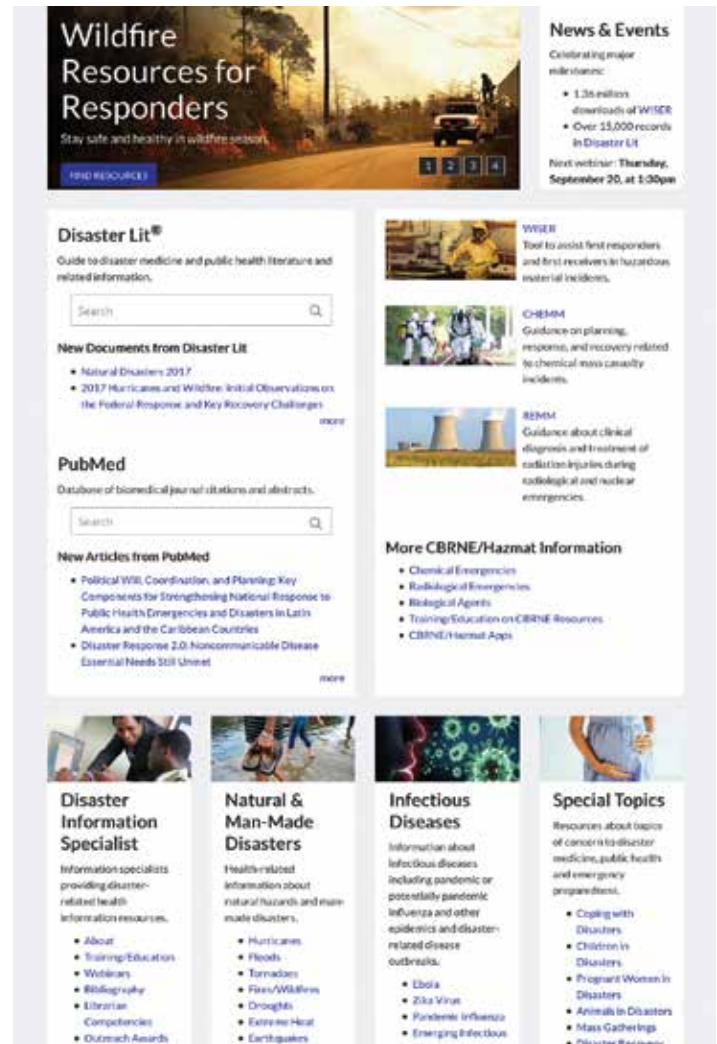 Wildfire
Resources for
Responders
Stay safe and healthy in wildfire season.
FIND RESOURCES
1 2 3 4
News & Events
Celebrating major
milestones:
• 1.36 million
downloads of WISER
• Over 15,000 records
in Disaster Lit
Next webinar: Thursday,
September 20, at 1:30pm
Disaster Lit®
Guide to disaster medicine and public health literature and
related information.
Search
New Documents from Disaster Lit
• Natural Disasters 2017
• 2017 Hurricanes and Wildfire: Initial Observations on
the Federal Response and Key Recovery Challenges
more
PubMed
Database of biomedical journal citations and abstracts.
Search
New Articles from PubMed
• Political Will, Coordination, and Planning: Key
Components for Strengthening National Response to
Public Health Emergencies and Disasters in Latin
America and the Caribbean Countries
• Disaster Response 2.0: Noncommunicable Disease
Essential Needs Still Unmet
more
WISER
Tool to assist first responders
and first receivers in hazardous
material incidents.
CHEMM
Guidance on planning,
response, and recovery related
to chemical mass casualty
incidents.
REMM
Guidance about clinical
diagnosis and treatment of
radiation injuries during
radiological and nuclear
emergencies.
More CBRNE/Hazmat Information
• Chemical Emergencies
• Radiological Emergencies
• Biological Agents
• Training/Education on CBRNE Resources
• CBRNE/Hazmat Apps
Disaster
Information
Specialist
Information specialists
providing disaster-
related health
information resources.
• About
• Training/Education
• Webinars
• Bibliography
• Librarian
Competencies
• Outreach Awards
Natural &
Man-Made
Disasters
Health-related
information about
natural hazards and man-
made disasters.
• Hurricanes
• Floods
• Tornadoes
• Fires/Wildfires
• Droughts
• Extreme Heat
• Earthquakes
Infectious
Diseases
Information about
infectious diseases
including pandemic or
potentially pandemic
influenza and other
epidemics and disaster-
related disease
outbreaks.
• Ebola
• Zika Virus
• Pandemic Influenza
• Emerging Infectious
Special Topics
Resources about topics
of concern to disaster
medicine, public health
and emergency
preparedness.
• Coping with
Disasters
• Children in
Disasters
• Pregnant Women in
Disasters
• Animals in Disasters
• Mass Gatherings
• Disaster Recovery